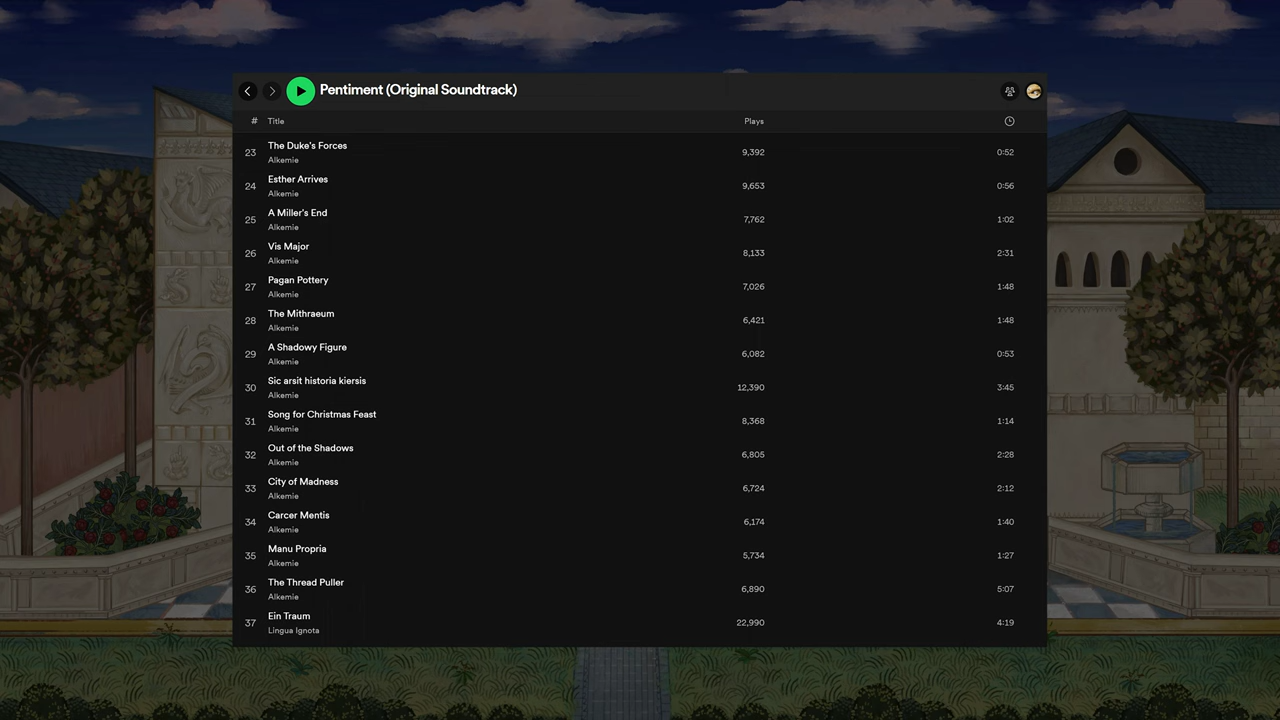 Pentiment (Original Soundtrack)
# Title Plays
23 The Duke's Forces 9,392 0:52
Alkemie
24 Esther Arrives 9,653 0:56
Alkemie
25 A Miller's End 7,762 1:02
Alkemie
26 Vis Major 8,133 2:31
Alkemie
27 Pagan Pottery 7,026 1:48
Alkemie
28 The Mithraeum 6,421 1:48
Alkemie
29 A Shadowy Figure 6,082 0:53
Alkemie
30 Sic arsit historia kiersis 12,390 3:45
Alkemie
31 Song for Christmas Feast 8,368 1:14
Alkemie
32 Out of the Shadows 6,805 2:28
Alkemie
33 City of Madness 6,724 2:12
Alkemie
34 Carcer Mentis 6,174 1:40
Alkemie
35 Manu Propria 5,734 1:27
Alkemie
36 The Thread Puller 6,890 5:07
Alkemie
37 Ein Traum 22,990 4:19
Lingua Ignota